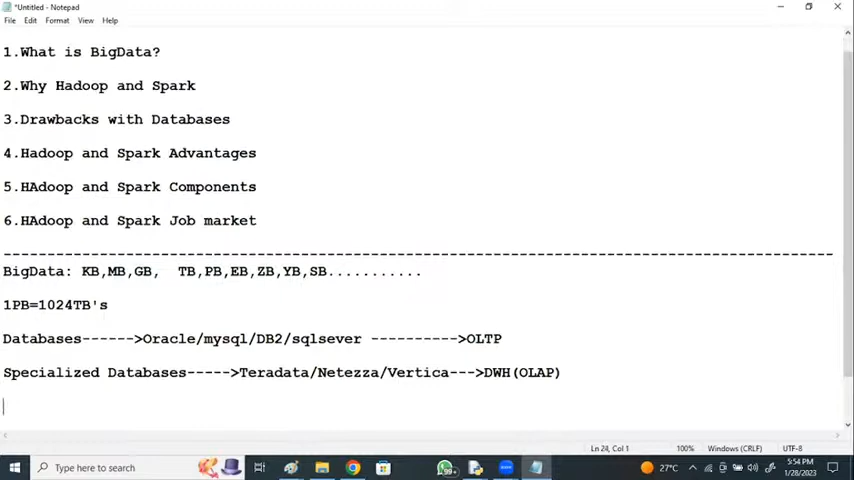 *Untitled - Notepad
File Edit Format View Help
1.What is BigData?
2.Why Hadoop and Spark
3.Drawbacks with Databases
4.Hadoop and Spark Advantages
5.HAdoop and Spark Components
6.HAdoop and Spark Job market
--------------------------------------------------------------------------------------------
BigData: KB,MB,GB,  TB,PB,EB,ZB,YB,SB...........
1PB=1024TB's
Databases------>Oracle/mysql/DB2/sqlsever ---------->OLTP
Specialized Databases----->Teradata/Netezza/Vertica--->DWH(OLAP)
Ln 24, Col 1 100% Windows (CRLF) UTF-8
Type here to search 99+ 27°C 5:54 PM
1/28/2023